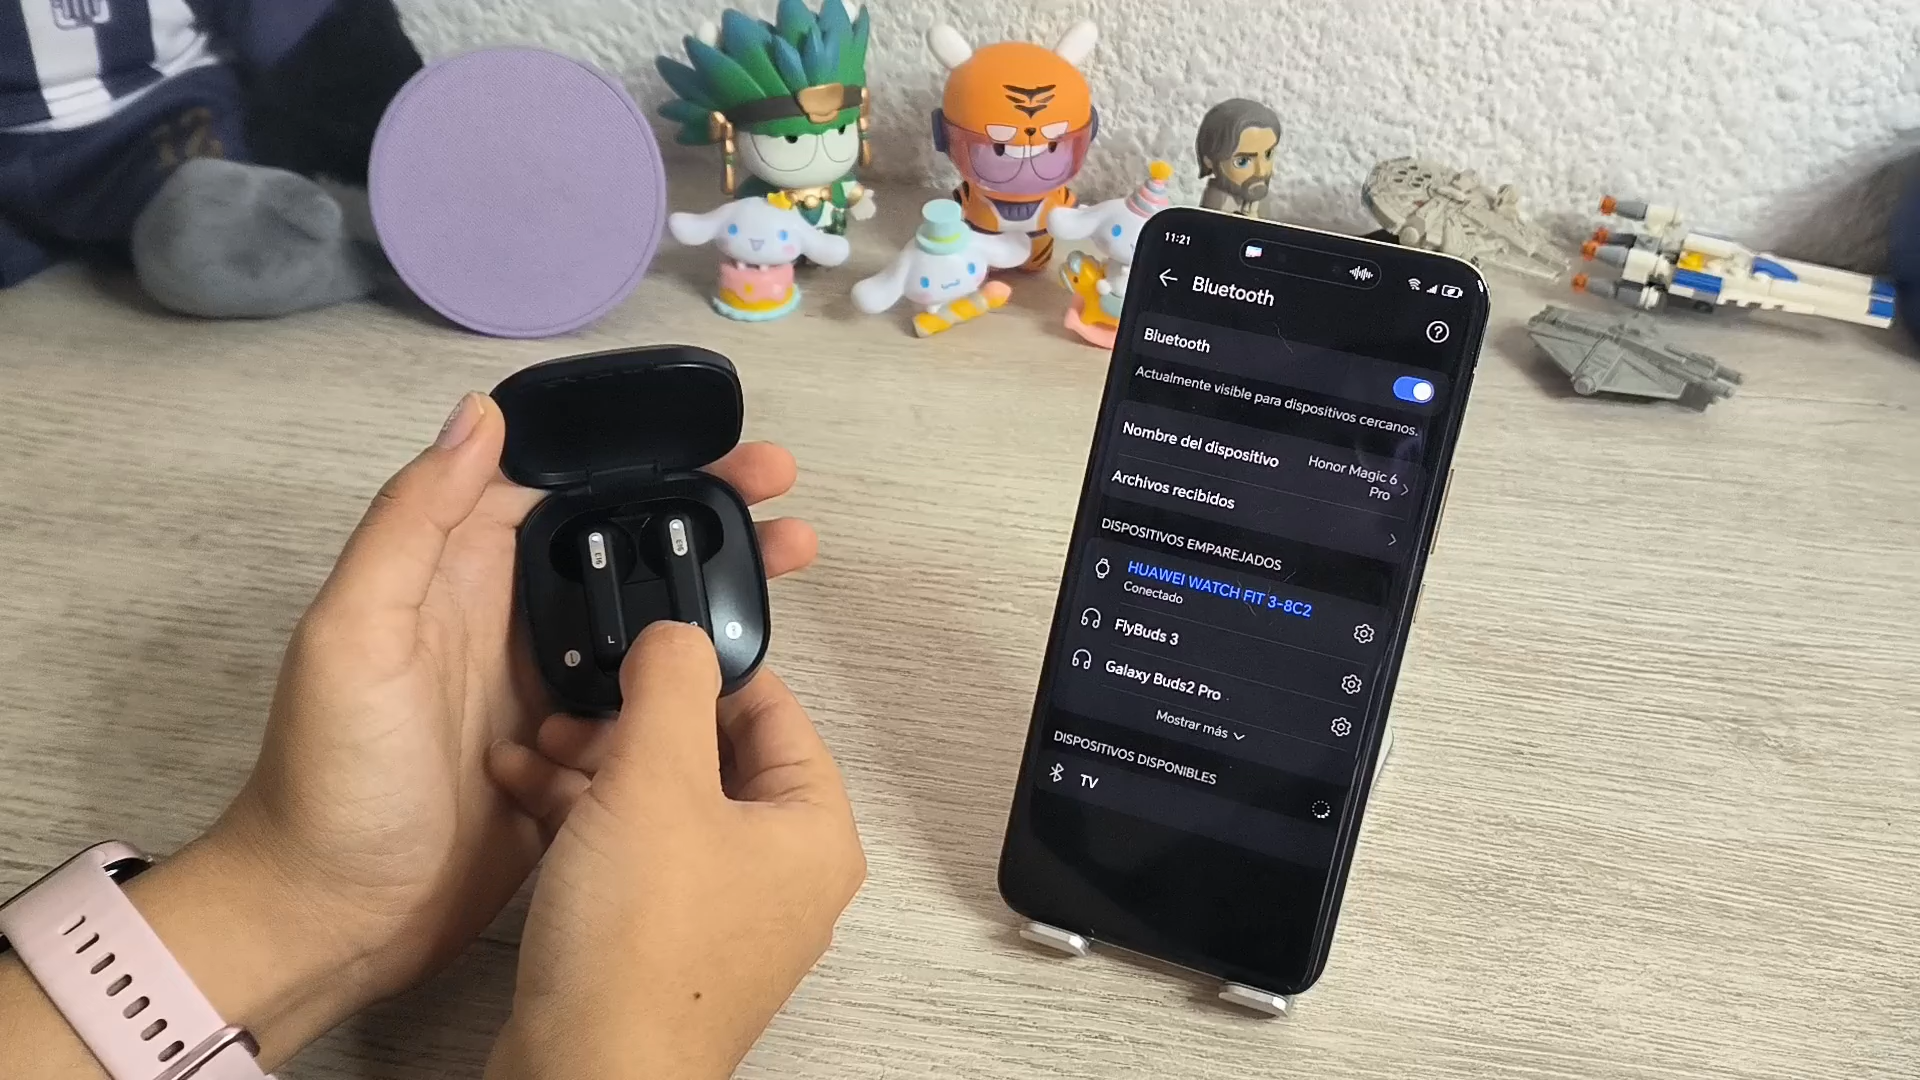 11:21
Bluetooth
Bluetooth
Actualmente visible para dispositivos cercanos.
Nombre del dispositivo
Honor Magic 6
Pro
Archivos recibidos
DISPOSITIVOS EMPAREJADOS
HUAWEI WATCH FIT 3-8C2
Conectado
FlyBuds 3
Galaxy Buds2 Pro
Mostrar más
DISPOSITIVOS DISPONIBLES
TV
L
L
12